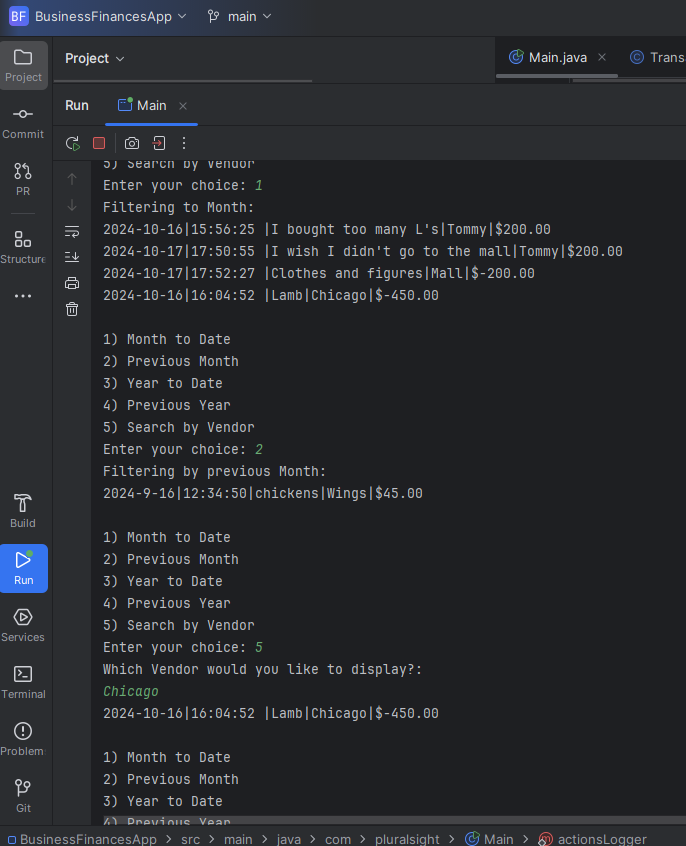 BF BusinessFinancesApp main
Project
Project
Main.java
Trans
Run
Main
Commit
PR
Structure
5) Search by Vendor
Enter your choice: 1
Filtering to Month:
2024-10-16|15:56:25 |I bought too many L's|Tommy|$200.00
2024-10-17|17:50:55 |I wish I didn't go to the mall|Tommy|$200.00
2024-10-17|17:52:27 |Clothes and figures|Mall|$-200.00
2024-10-16|16:04:52 |Lamb|Chicago|$-450.00
1) Month to Date
2) Previous Month
3) Year to Date
4) Previous Year
5) Search by Vendor
Enter your choice: 2
Filtering by previous Month:
2024-9-16|12:34:50|chickens|Wings|$45.00
1) Month to Date
2) Previous Month
3) Year to Date
4) Previous Year
5) Search by Vendor
Enter your choice: 5
Which Vendor would you like to display?:
Chicago
2024-10-16|16:04:52 |Lamb|Chicago|$-450.00
1) Month to Date
2) Previous Month
3) Year to Date
4) Previous Year
Build
Run
Services
Terminal
Problem
Git
BusinessFinancesApp > src > main > java > com > pluralsight > Main > m actionsLogger